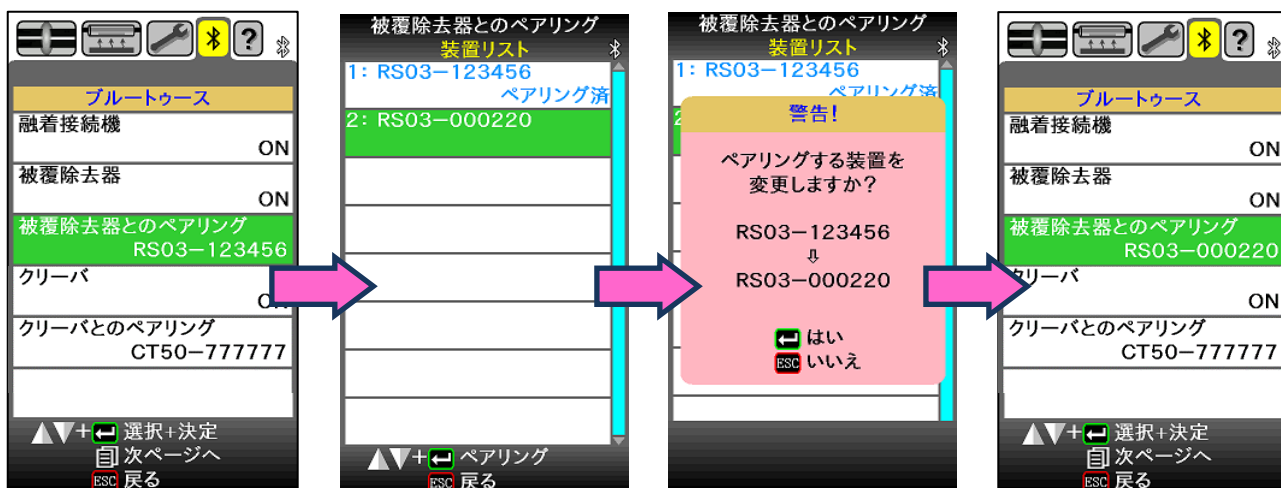 ?
ブルートゥース
融着接続機
ON
被覆除去器
ON
被覆除去器とのペアリング
RS03－123456
クリーバ
クリーバとのペアリング
CT50－777777
+ 選択+決定
次ページへ
ESC 戻る
被覆除去器とのペアリング
装置リスト
1: RS03－123456
ペアリング済
2: RS03－000220
+ ペアリング
ESC 戻る
被覆除去器とのペアリング
装置リスト
1: RS03－123456
ペアリング済
2
警告!
ペアリングする装置を
変更しますか?
RS03－123456
⇩
RS03－000220
はい
ESC いいえ
?
ブルートゥース
融着接続機
ON
被覆除去器
ON
被覆除去器とのペアリング
RS03－000220
クリーバ
ON
クリーバとのペアリング
CT50－777777
+ 選択+決定
次ページへ
ESC 戻る